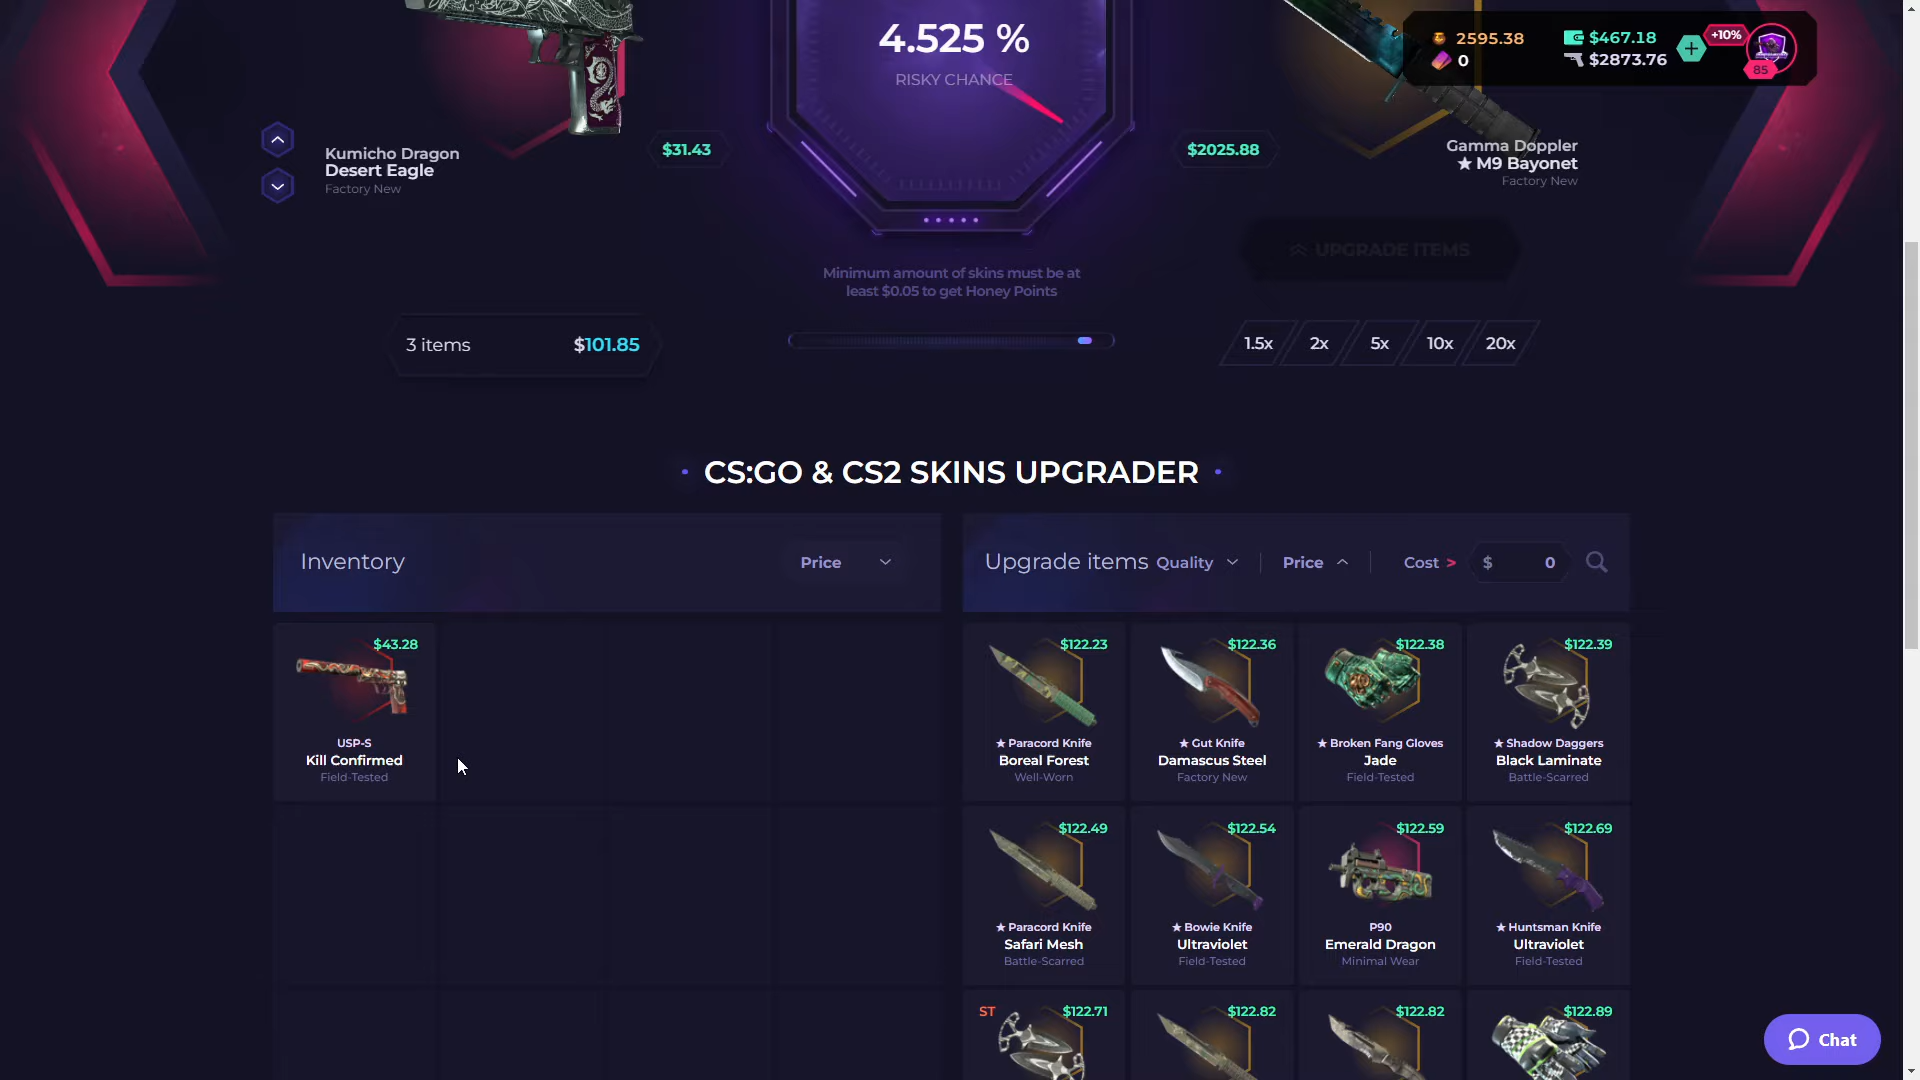 4.525 %
RISKY CHANCE
2595.38
0
$467.18
$2873.76
+10%
85
Kumicho Dragon
Desert Eagle
Factory New
$31.43
$2025.88
Gamma Doppler
★ M9 Bayonet
Factory New
UPGRADE ITEMS
Minimum amount of skins must be at
least $0.05 to get Honey Points
3 items
$101.85
1.5x
2x
5x
10x
20x
• CS:GO & CS2 SKINS UPGRADER •
Inventory
Price
Upgrade items
Quality
Price
Cost >
$ 0
$43.28
USP-S
Kill Confirmed
Field-Tested
$122.23
★ Paracord Knife
Boreal Forest
Well-Worn
$122.36
★ Gut Knife
Damascus Steel
Factory New
$122.38
★ Broken Fang Gloves
Jade
Field-Tested
$122.39
★ Shadow Daggers
Black Laminate
Battle-Scarred
$122.49
★ Paracord Knife
Safari Mesh
Battle-Scarred
$122.54
★ Bowie Knife
Ultraviolet
Field-Tested
$122.59
P90
Emerald Dragon
Minimal Wear
$122.69
★ Huntsman Knife
Ultraviolet
Field-Tested
ST
$122.71
$122.82
$122.82
$122.89
Chat